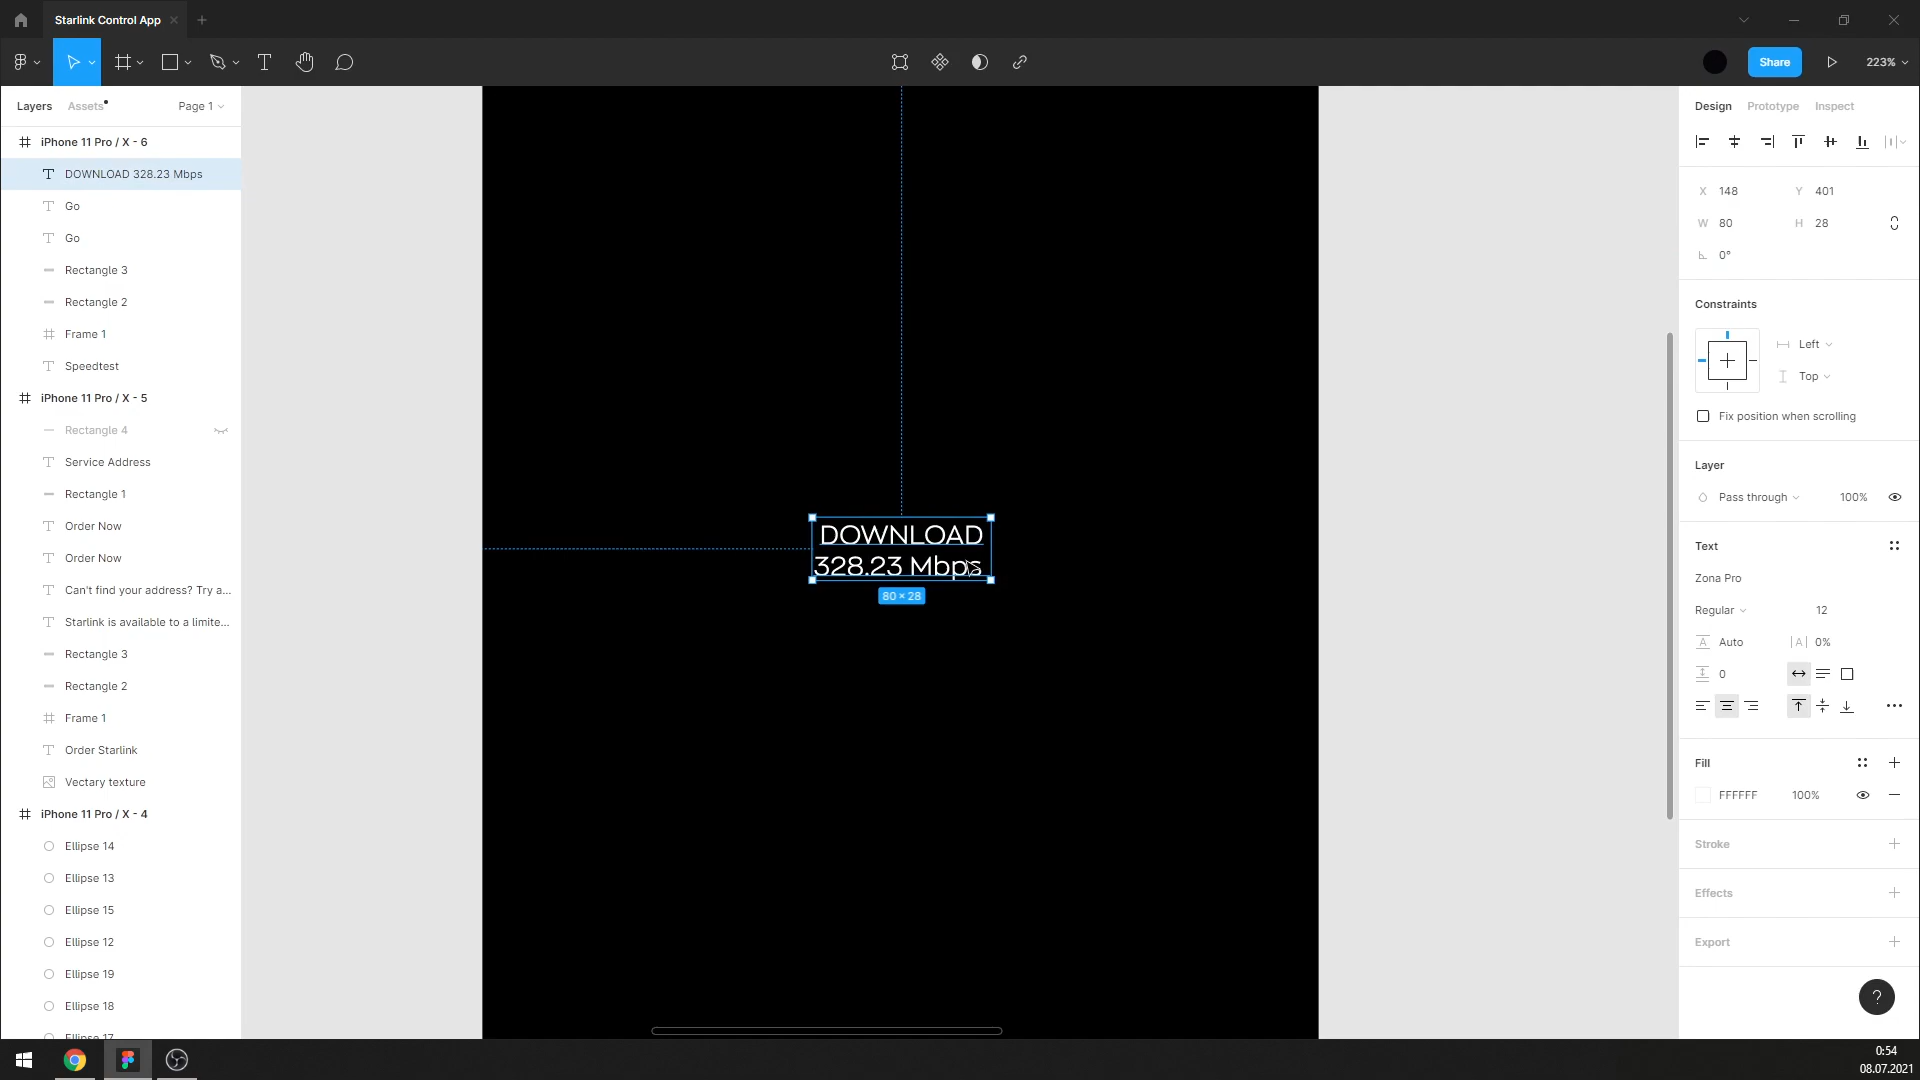 Starlink Control App
Share
223%
Layers
Assets
Page 1
iPhone 11 Pro / X - 6
DOWNLOAD 328.23 Mbps
Go
Go
Rectangle 3
Rectangle 2
Frame 1
Speedtest
iPhone 11 Pro / X - 5
Rectangle 4
Service Address
Rectangle 1
Order Now
Order Now
Can't find your address? Try a...
Starlink is available to a limite...
Rectangle 3
Rectangle 2
Frame 1
Order Starlink
Vectary texture
iPhone 11 Pro / X - 4
Ellipse 14
Ellipse 13
Ellipse 15
Ellipse 12
Ellipse 19
Ellipse 18
Ellipse 17
DOWNLOAD
328.23 Mbps
80 × 28
Design
Prototype
Inspect
X 148
Y 401
W 80
H 28
0°
Constraints
Left
Top
Fix position when scrolling
Layer
Pass through
100%
Text
Zona Pro
Regular
12
A Auto
|A| 0%
0
Fill
FFFFFF
100%
Stroke
Effects
Export
?
0:54
08.07.2021